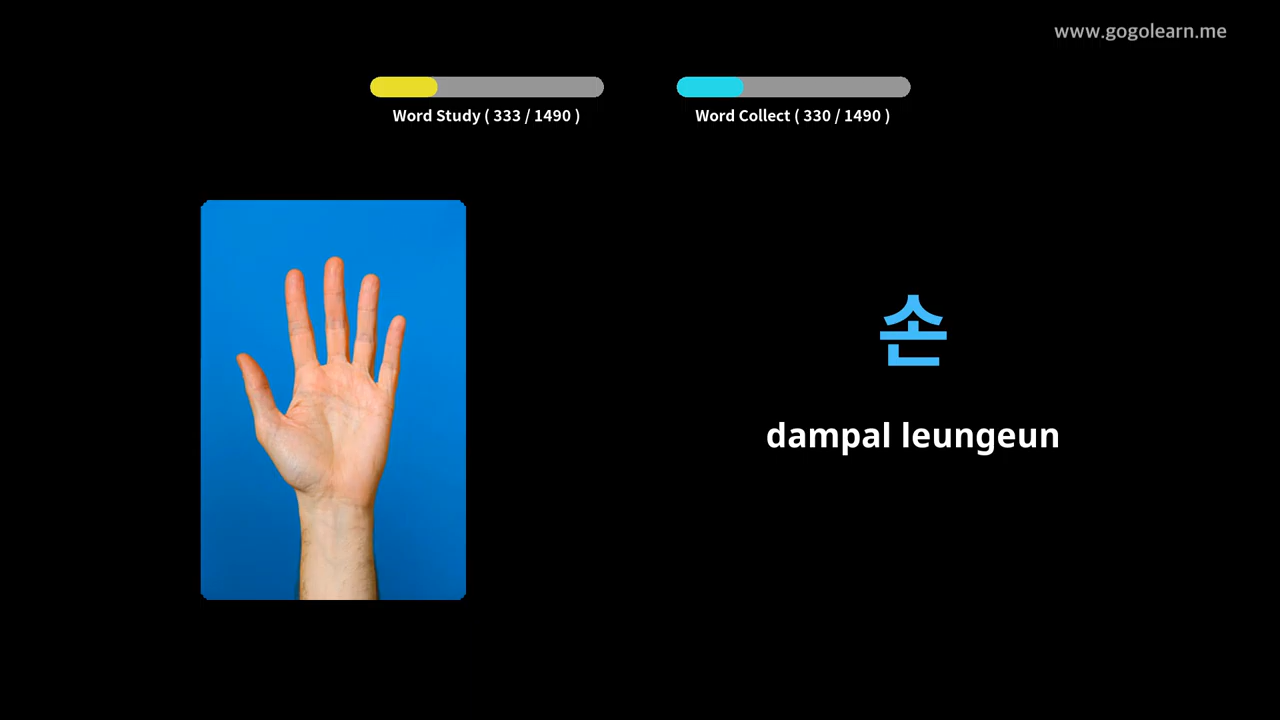 www.gogolearn.me
Word Study ( 333 / 1490 )
Word Collect ( 330 / 1490 )
손
dampal leungeun